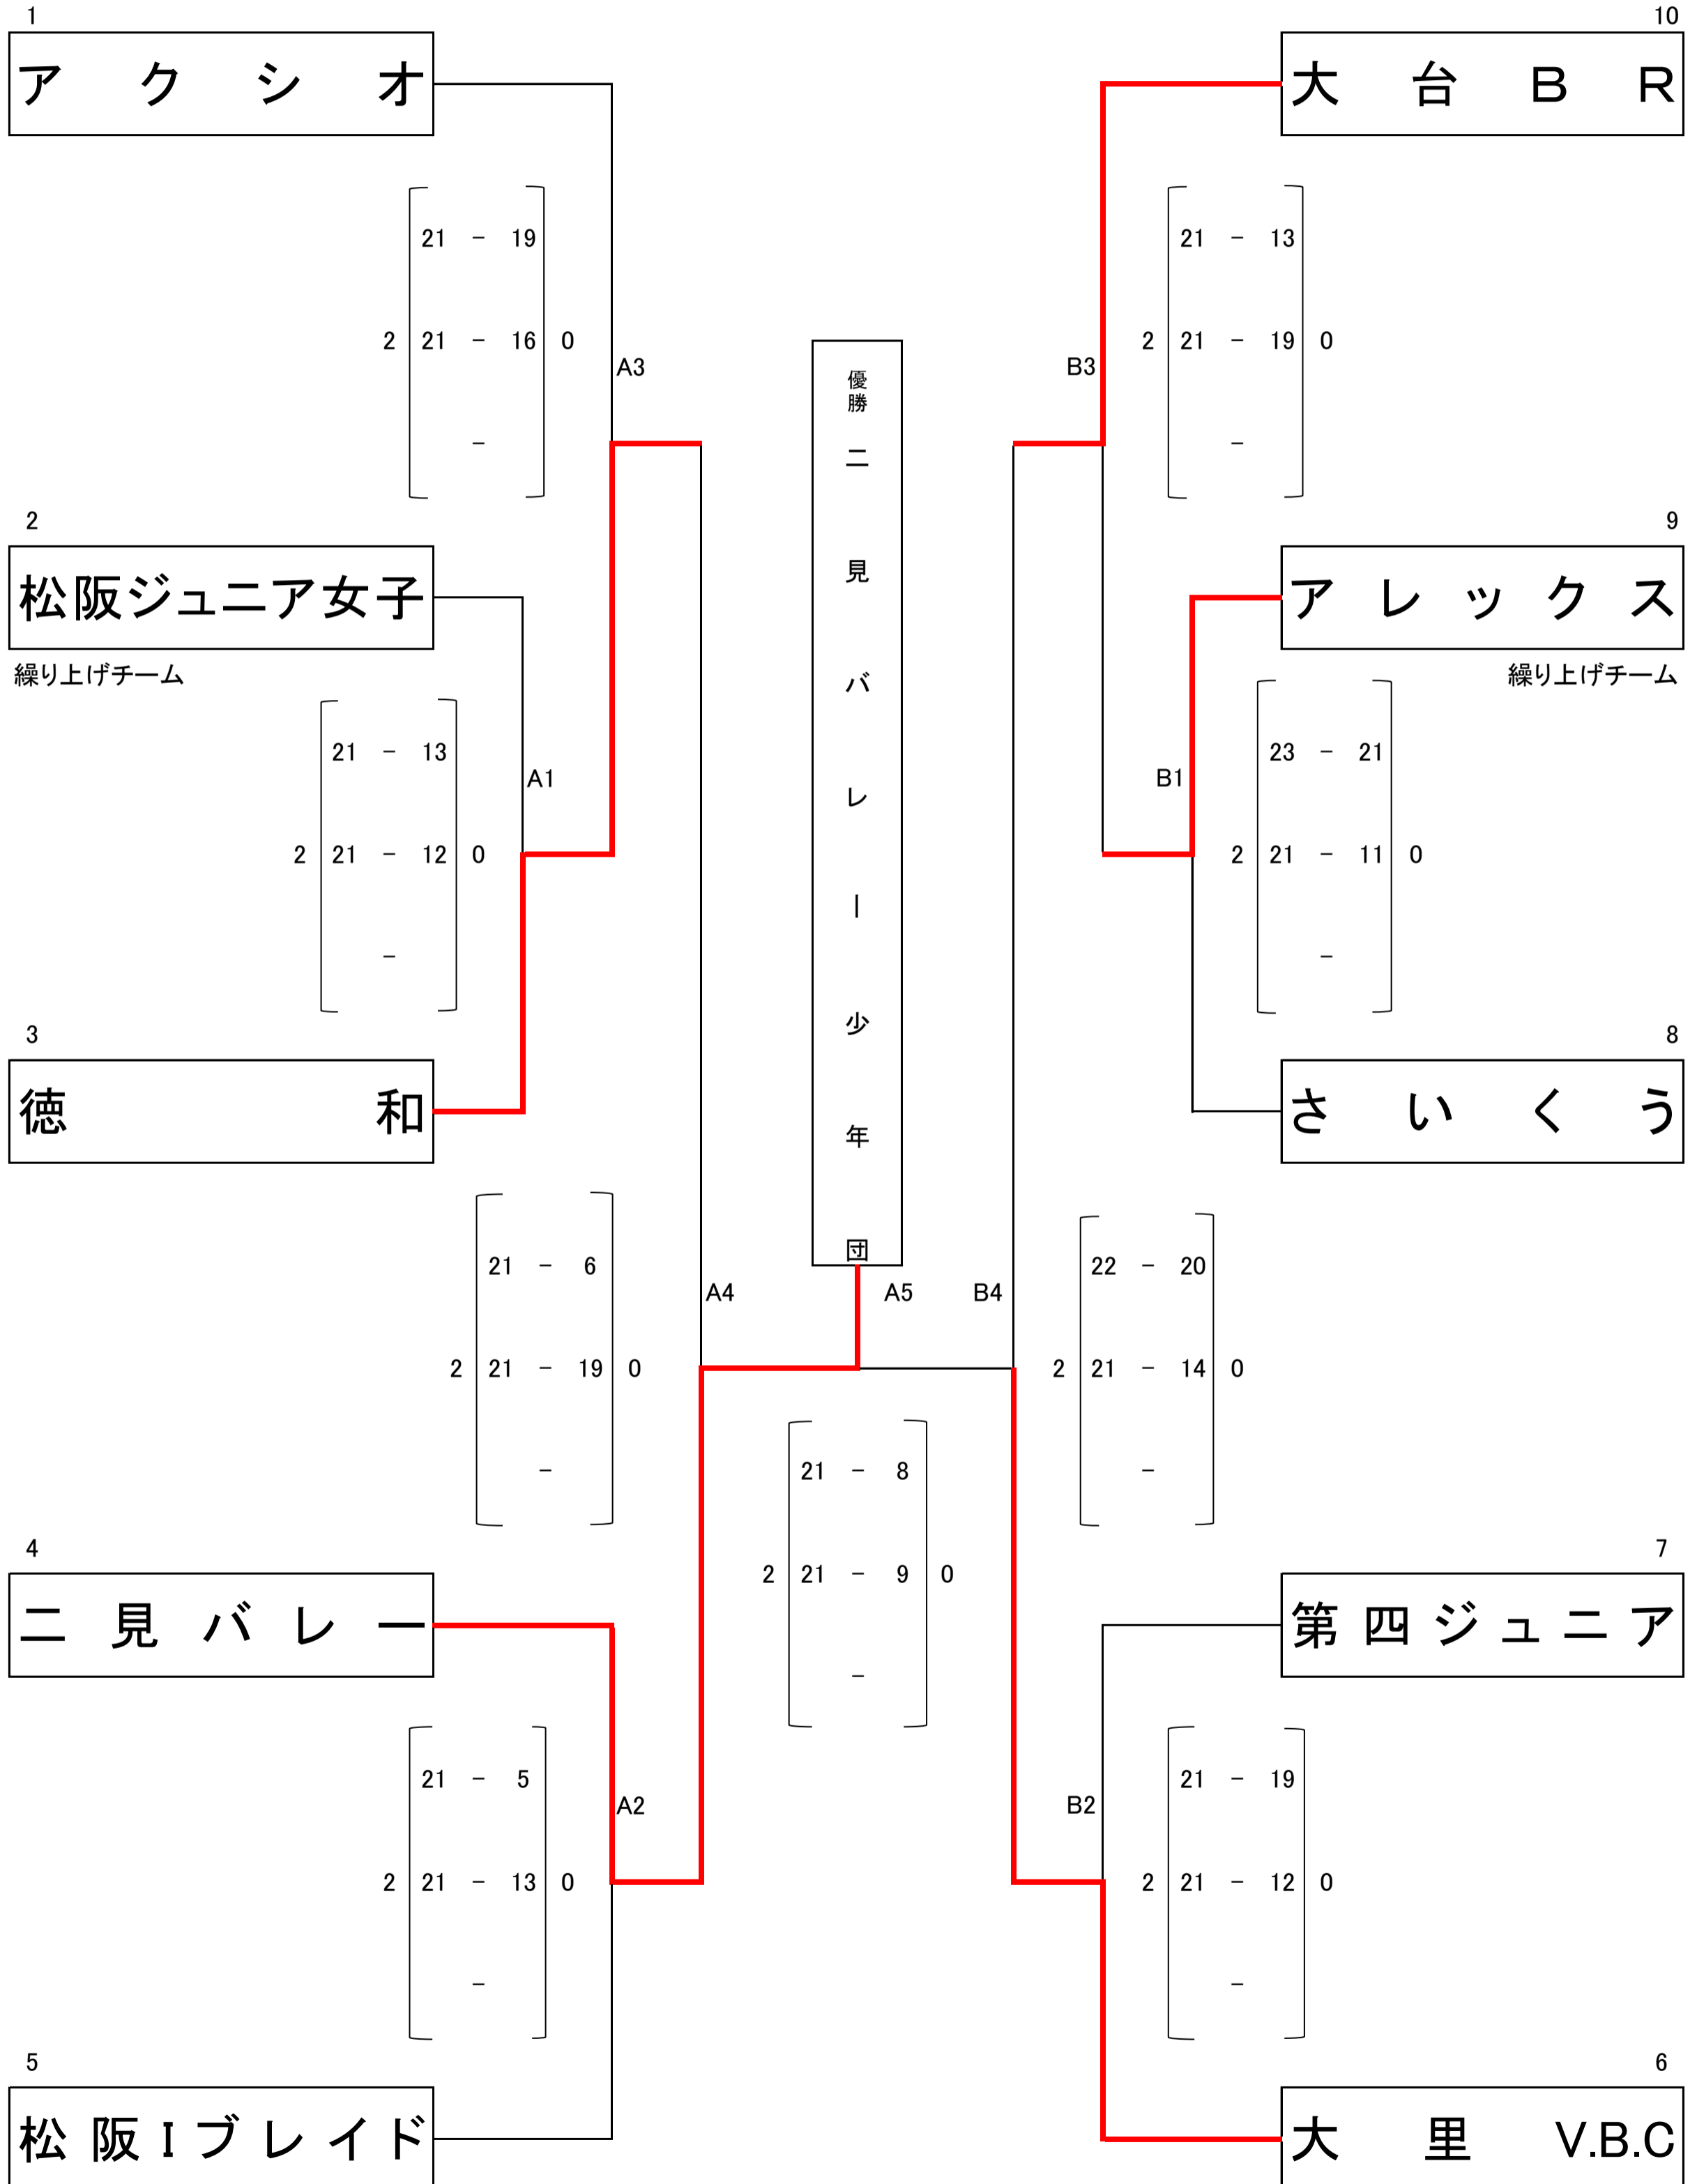 1
10
アクシオ
大台BR
21 - 19
21 - 13
2 21 - 16 0
2 21 - 19 0
A3
B3
-
-
優勝 二見バレー少年団
2
9
松阪ジュニア女子
アレックス
繰り上げチーム
繰り上げチーム
21 - 13
23 - 21
A1
B1
2 21 - 12 0
2 21 - 11 0
-
-
3
8
徳和
さいくう
21 - 6
22 - 20
A4
A5
B4
2 21 - 19 0
2 21 - 14 0
-
-
21 - 8
2 21 - 9 0
-
4
7
二見バレー
第四ジュニア
21 - 5
21 - 19
A2
B2
2 21 - 13 0
2 21 - 12 0
-
-
5
6
松阪Iブレイド
大里V.B.C